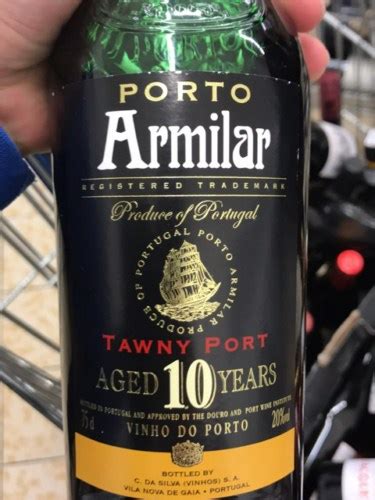 PORTO
Armilar
REGISTERED TRADEMARK
Produce of Portugal
PRODUCE OF PORTUGAL PORTO ARMILAR
TAWNY PORT
AGED 10 YEARS
BOTTLED IN PORTUGAL AND APPROVED BY THE DOURO AND PORT WINE INSTITUTE
75cl VINHO DO PORTO 20%vol
BOTTLED BY
C. DA SILVA (VINHOS) S. A.
VILA NOVA DE GAIA • PORTUGAL